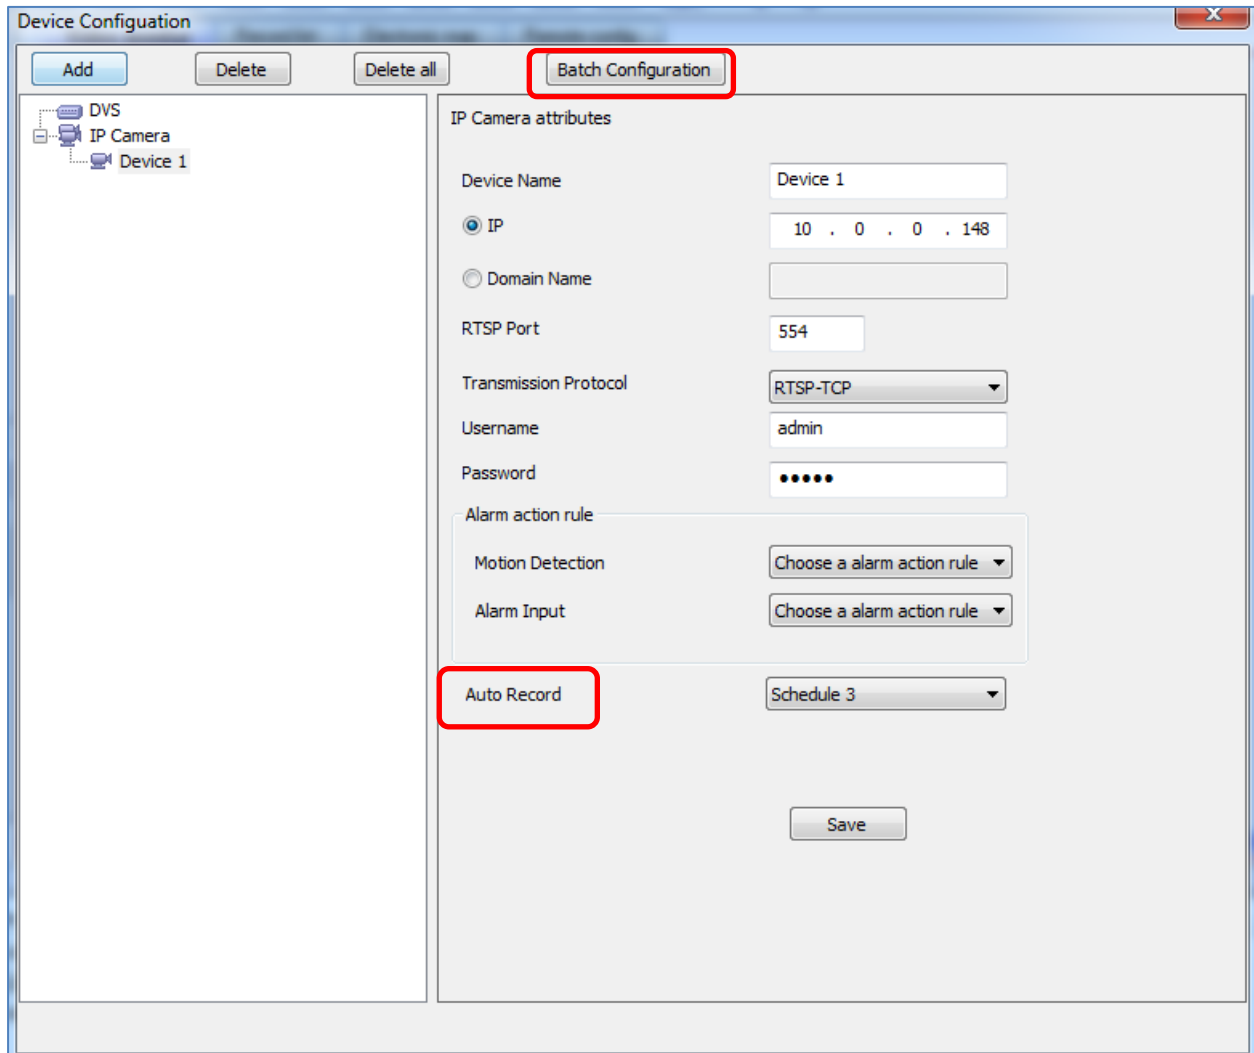 Device Configuation
X
Add Delete Delete all Batch Configuration
DVS
IP Camera
Device 1
IP Camera attributes
Device Name Device 1
IP 10 . 0 . 0 . 148
Domain Name
RTSP Port 554
Transmission Protocol RTSP-TCP
Username admin
Password •••••
Alarm action rule
Motion Detection Choose a alarm action rule
Alarm Input Choose a alarm action rule
Auto Record Schedule 3
Save